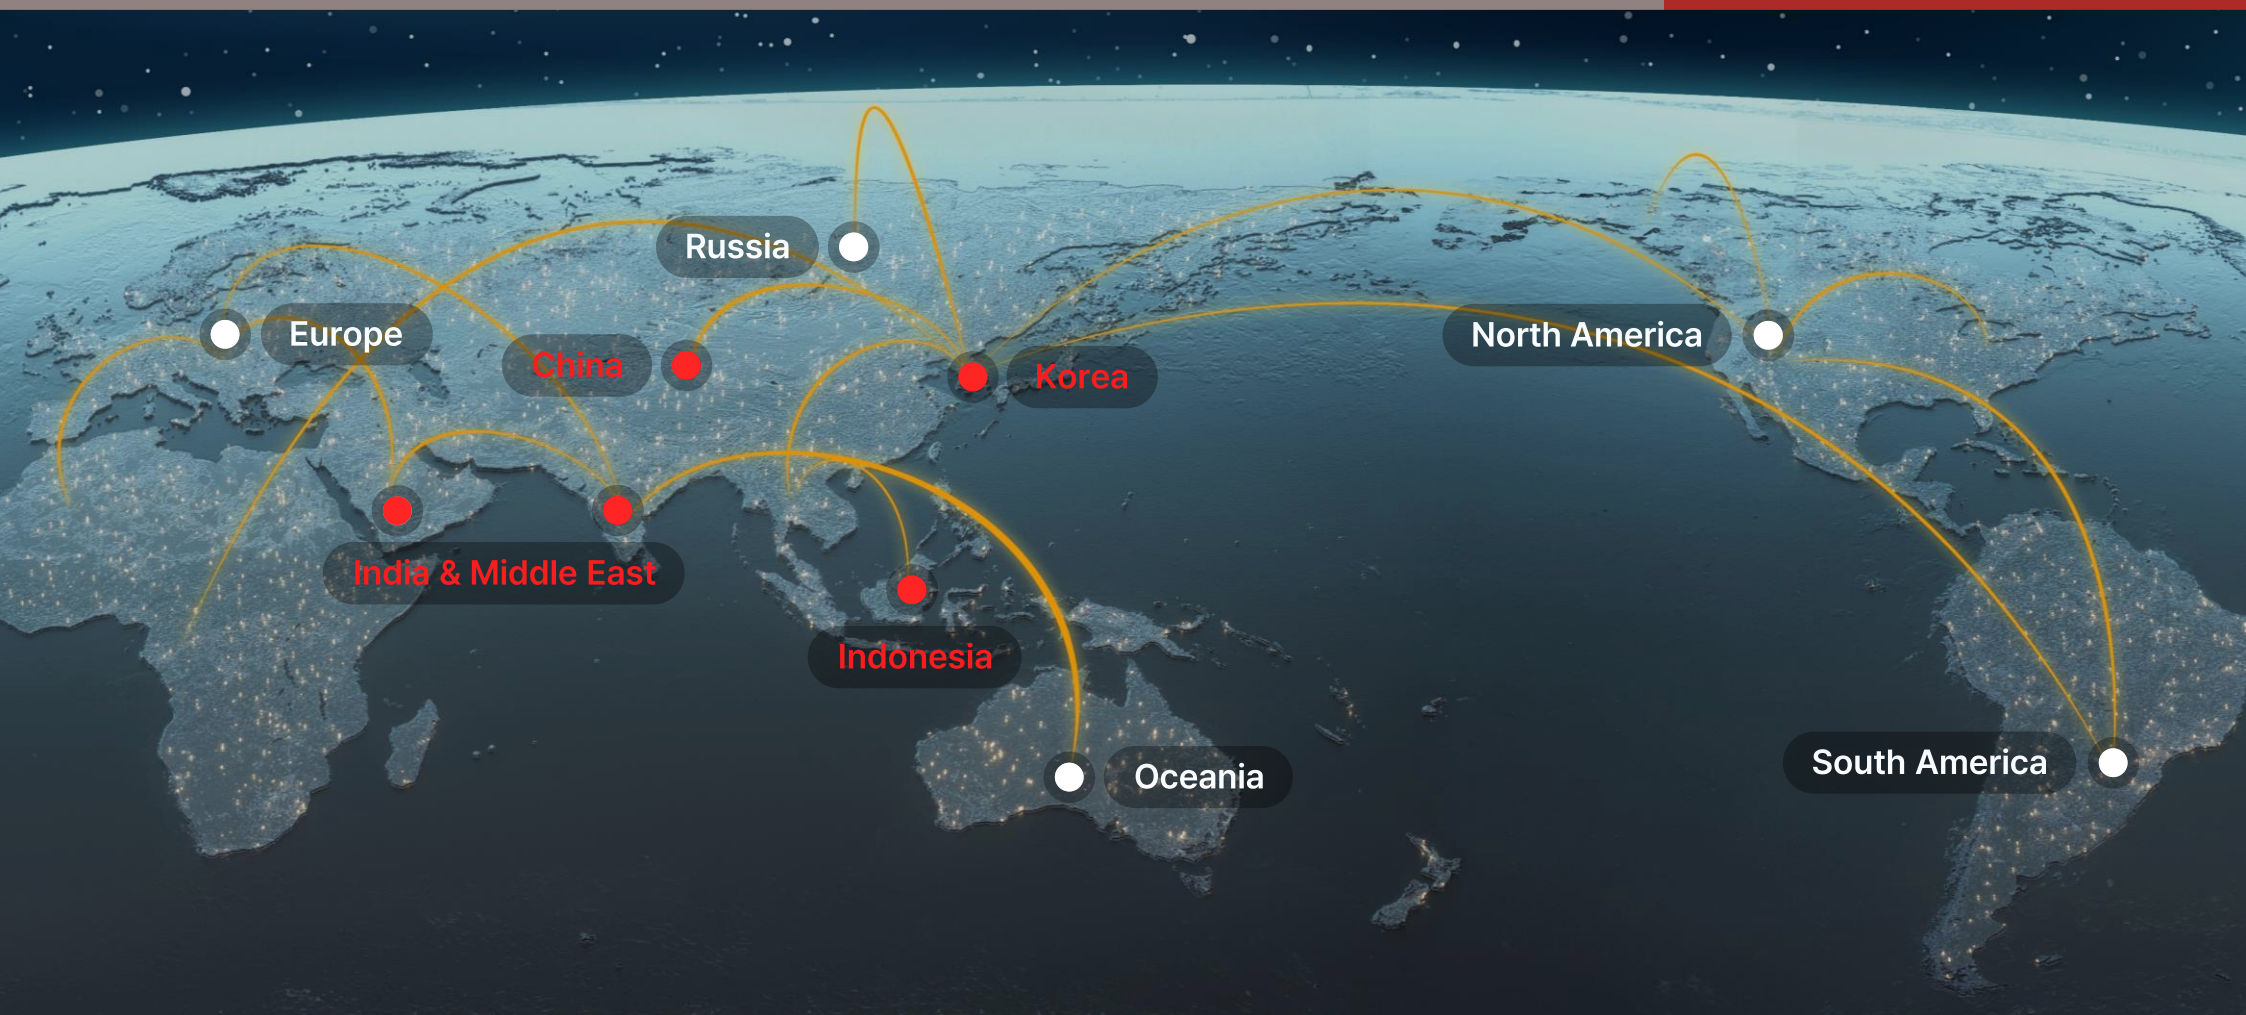 Russia
Europe
North America
China
Korea
India & Middle East
Indonesia
South America
Oceania